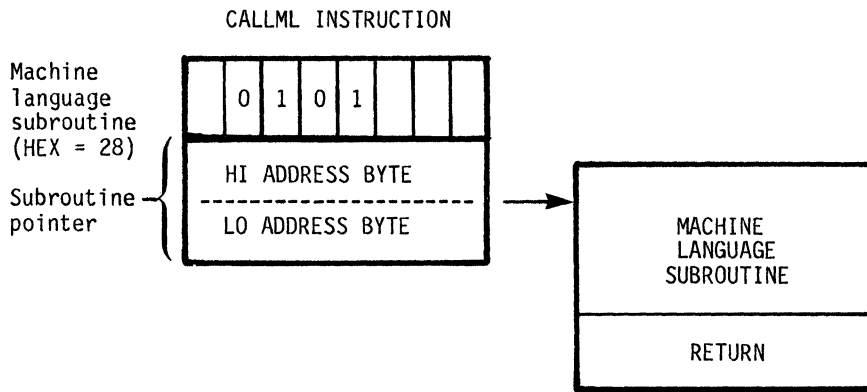 CALLML INSTRUCTION
Machine
language
subroutine
(HEX = 28)
0 1 0 1
Subroutine
pointer
HI ADDRESS BYTE
LO ADDRESS BYTE
MACHINE
LANGUAGE
SUBROUTINE
RETURN